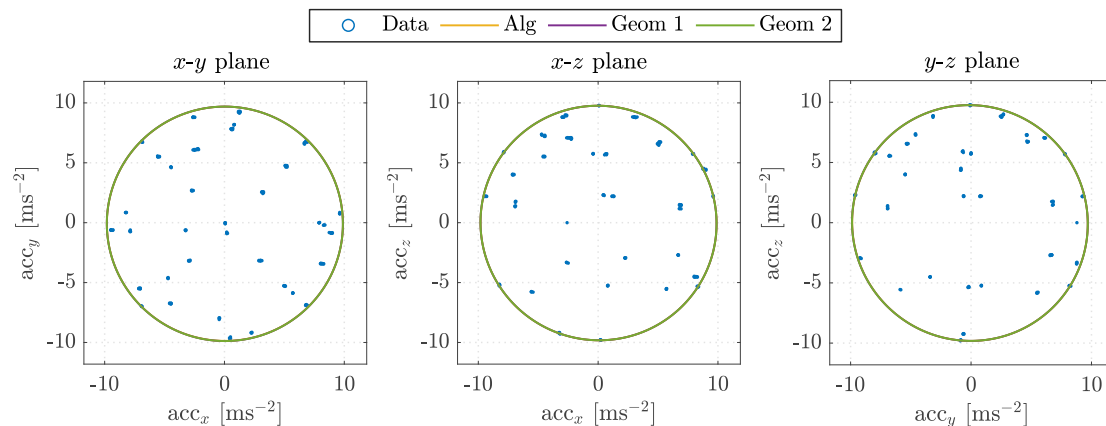 Data Alg Geom 1 Geom 2
x-y plane
10
5
0
-5
-10
-10 0 10
acc_y [ms⁻²]
acc_x [ms⁻²]
x-z plane
10
5
0
-5
-10
-10 0 10
acc_z [ms⁻²]
acc_x [ms⁻²]
y-z plane
10
5
0
-5
-10
-10 0 10
acc_z [ms⁻²]
acc_y [ms⁻²]